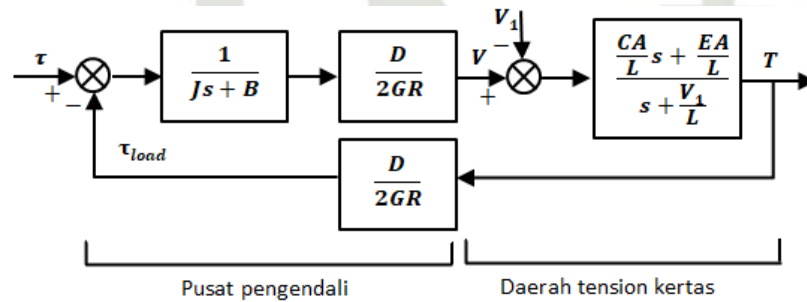 τ
+
−
1
Js + B
D
2GR
V₁
−
V
+
CA/L s + EA/L
s + V₁/L
T
τ_load
D
2GR
Pusat pengendali
Daerah tension kertas